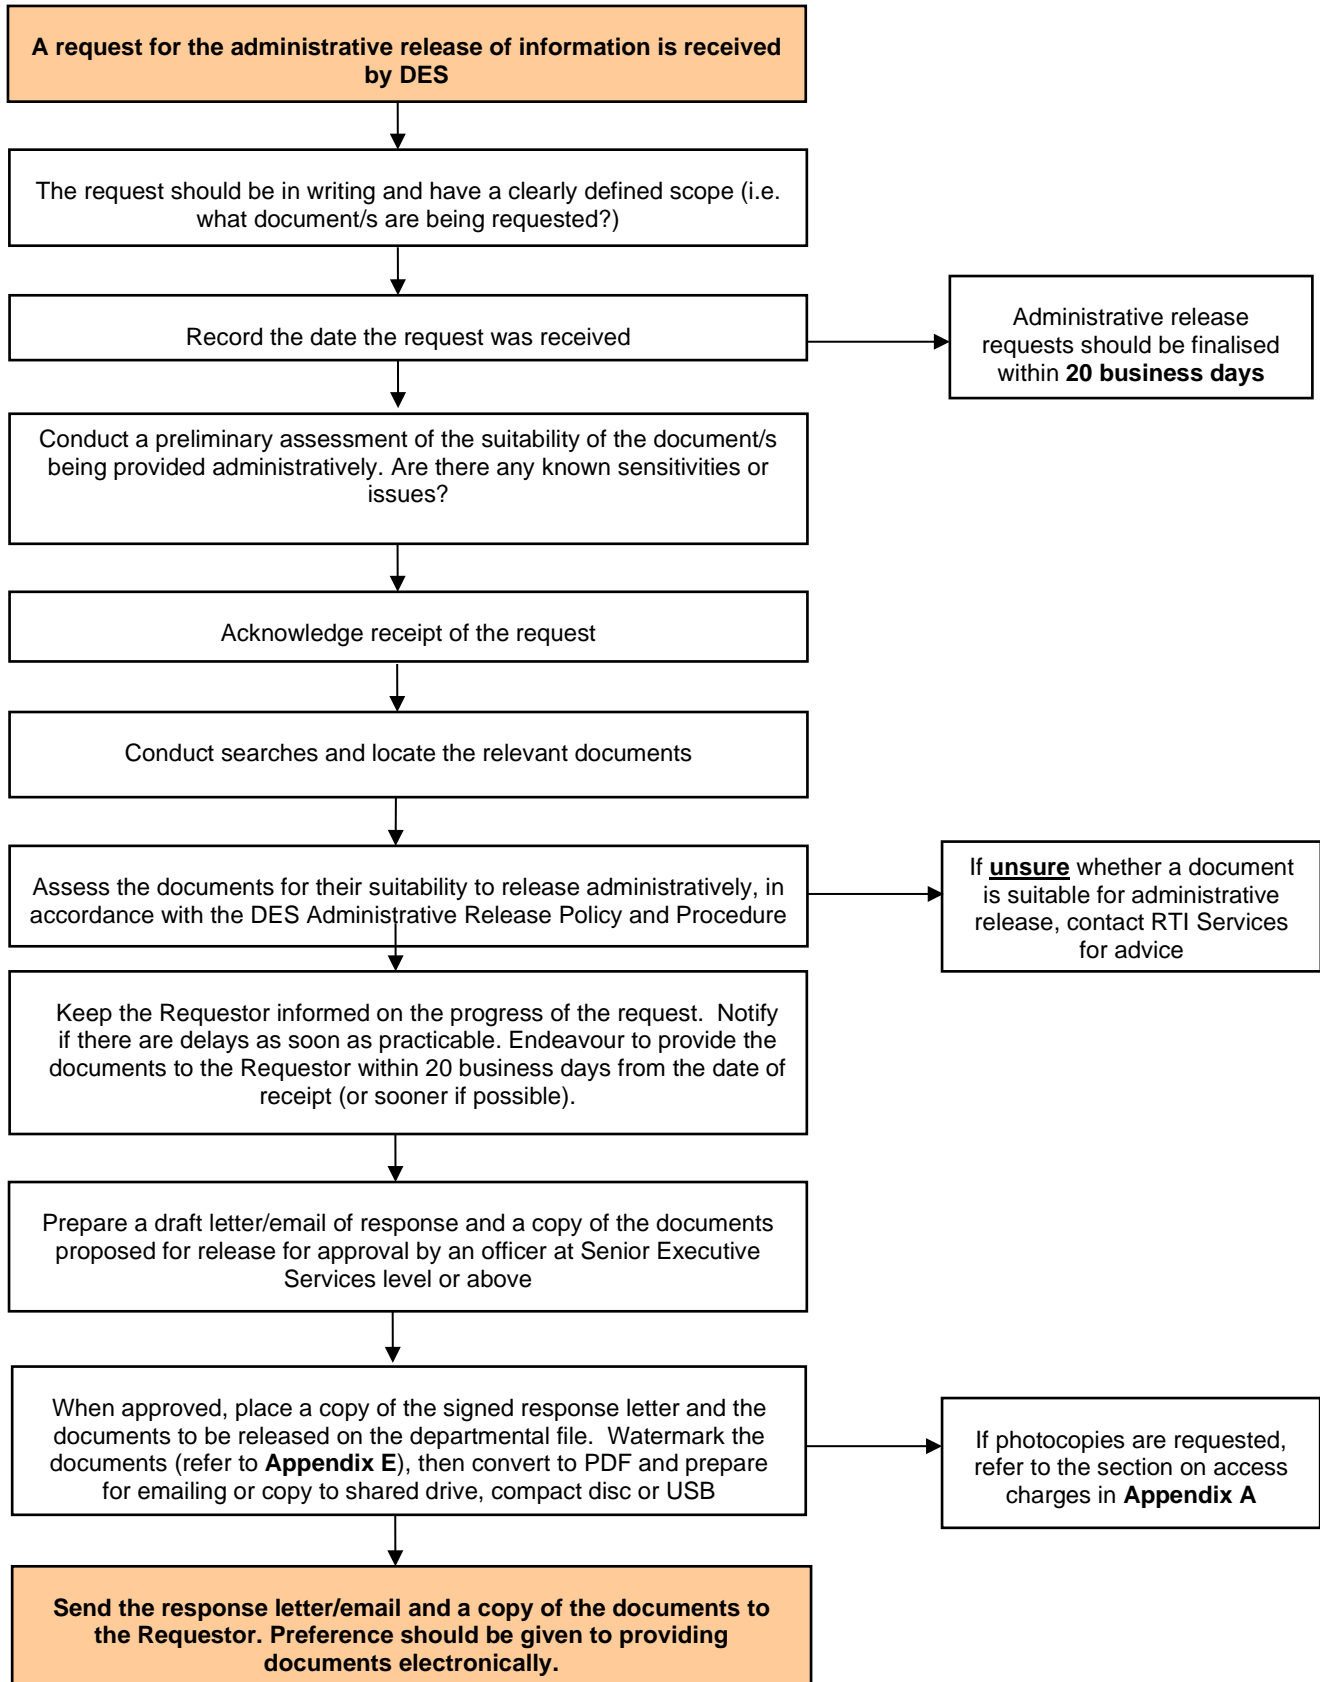 A request for the administrative release of information is received
by DES
The request should be in writing and have a clearly defined scope (i.e.
what document/s are being requested?)
Record the date the request was received
Administrative release
requests should be finalised
within 20 business days
Conduct a preliminary assessment of the suitability of the document/s
being provided administratively. Are there any known sensitivities or
issues?
Acknowledge receipt of the request
Conduct searches and locate the relevant documents
Assess the documents for their suitability to release administratively, in
accordance with the DES Administrative Release Policy and Procedure
If unsure whether a document
is suitable for administrative
release, contact RTI Services
for advice
Keep the Requestor informed on the progress of the request.  Notify
if there are delays as soon as practicable. Endeavour to provide the
documents to the Requestor within 20 business days from the date of
receipt (or sooner if possible).
Prepare a draft letter/email of response and a copy of the documents
proposed for release for approval by an officer at Senior Executive
Services level or above
When approved, place a copy of the signed response letter and the
documents to be released on the departmental file.  Watermark the
documents (refer to Appendix E), then convert to PDF and prepare
for emailing or copy to shared drive, compact disc or USB
If photocopies are requested,
refer to the section on access
charges in Appendix A
Send the response letter/email and a copy of the documents to
the Requestor. Preference should be given to providing
documents electronically.